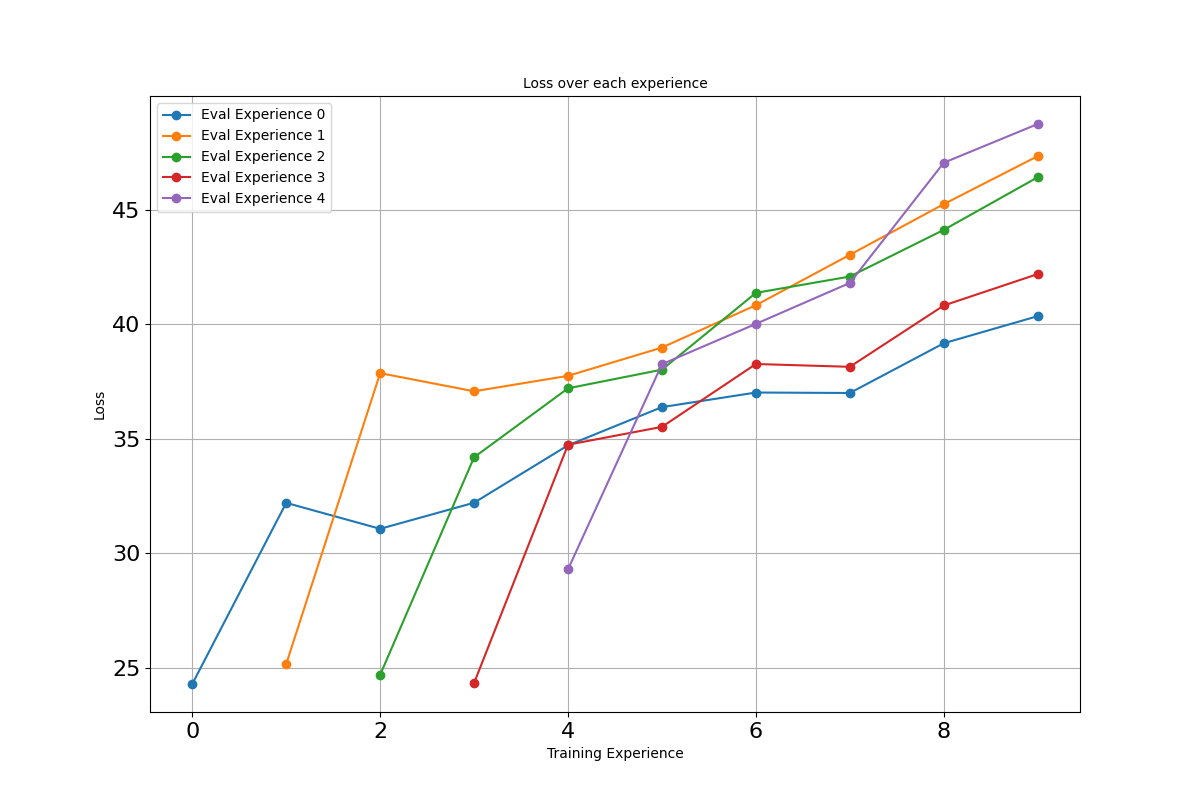 Loss over each experience
Eval Experience 0
Eval Experience 1
Eval Experience 2
Eval Experience 3
Eval Experience 4
45
40
35
30
25
Loss
0 2 4 6 8
Training Experience